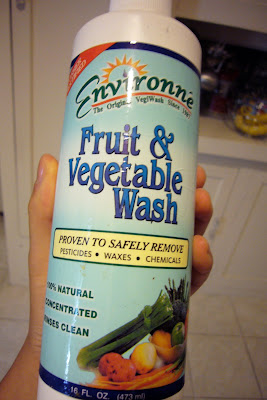 Environné
The Original VegiWash Since
Fruit &
Vegetable
Wash
PROVEN TO SAFELY REMOVE
PESTICIDES • WAXES • CHEMICALS
100% NATURAL
CONCENTRATED
RINSES CLEAN
16 FL. OZ (473 ml)